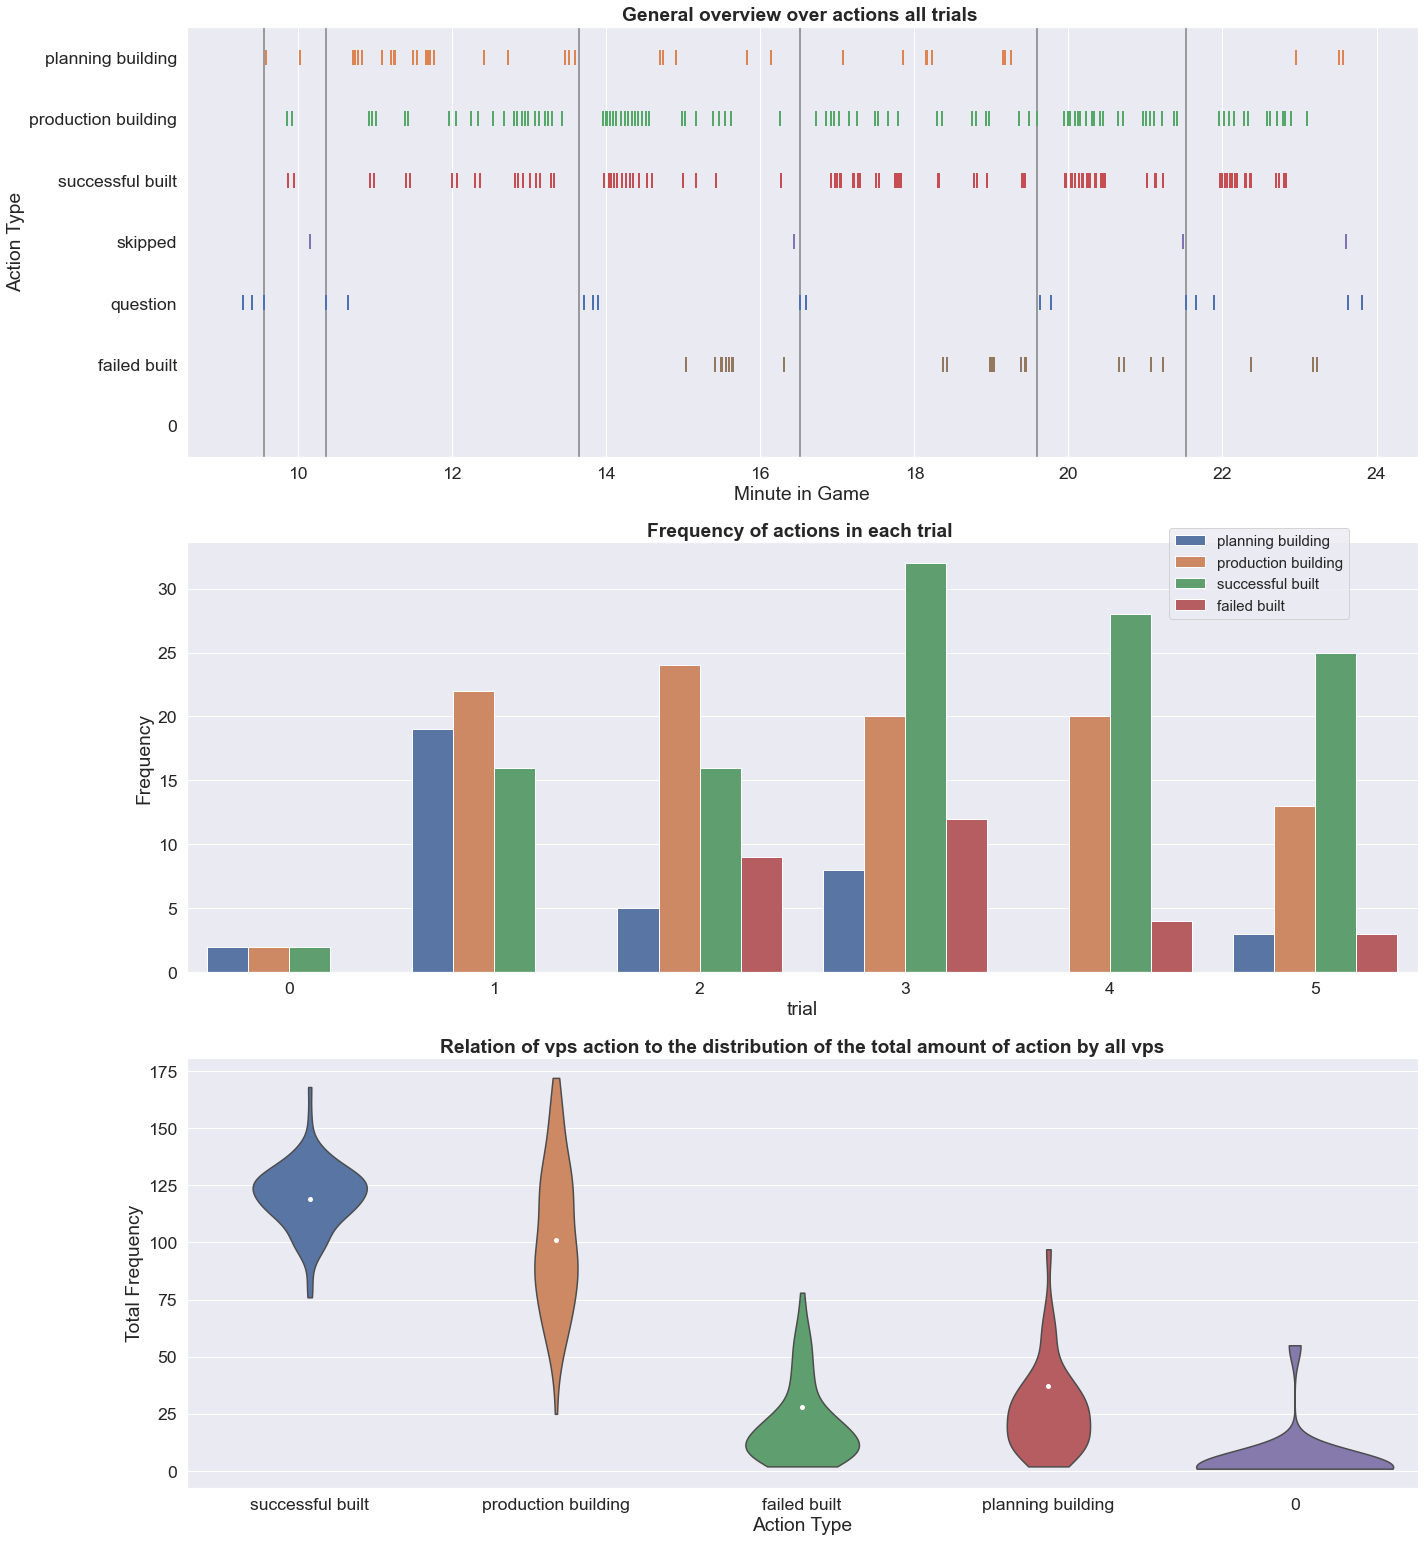 General overview over actions all trials
planning building
production building
successful built
skipped
question
failed built
0
Action Type
10 12 14 16 18 20 22 24
Minute in Game
Frequency of actions in each trial
planning building
production building
successful built
failed built
30
25
20
15
10
5
0
Frequency
0 1 2 3 4 5
trial
Relation of vps action to the distribution of the total amount of action by all vps
175
150
125
100
75
50
25
0
Total Frequency
successful built production building failed built planning building 0
Action Type